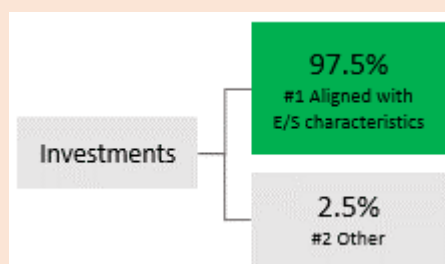 97.5%
#1 Aligned with
E/S characteristics
Investments
2.5%
#2 Other